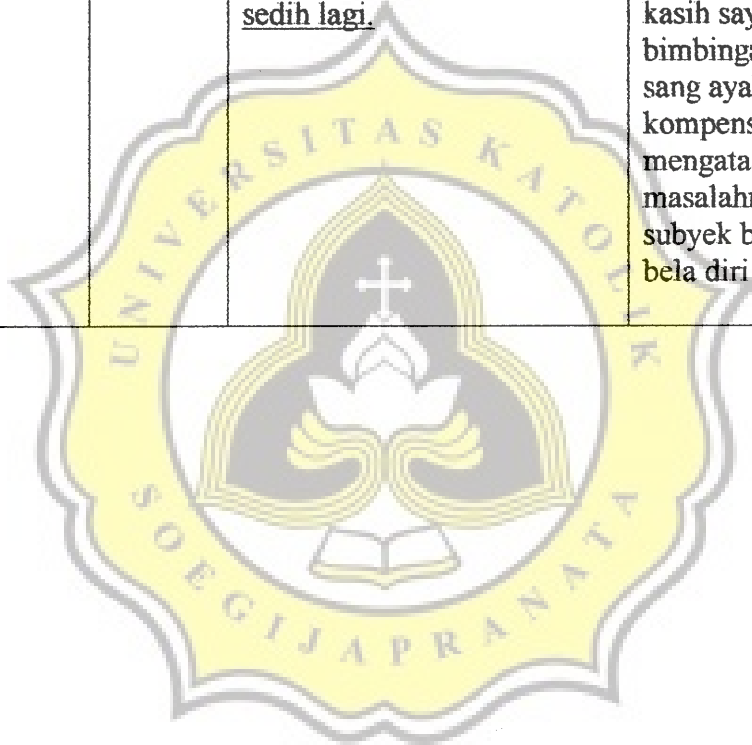 sedih lagi.
kasih say
bimbinga
sang aya
kompens
mengata
masalahn
subyek b
bela diri
UNIVERSITAS KATOLIK
SOEGIJAPRANATA